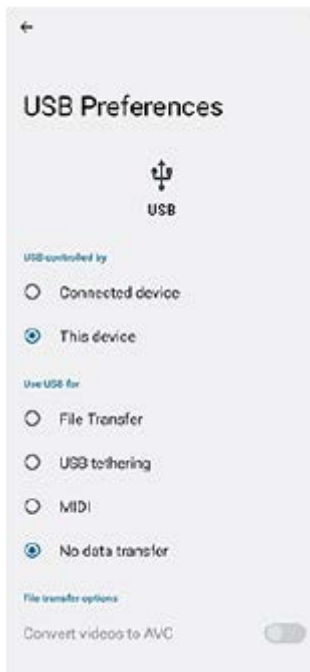 USB Preferences
USB
USB controlled by
Connected device
This device
Use USB for
File Transfer
USB tethering
MIDI
No data transfer
File transfer options
Convert videos to AVC